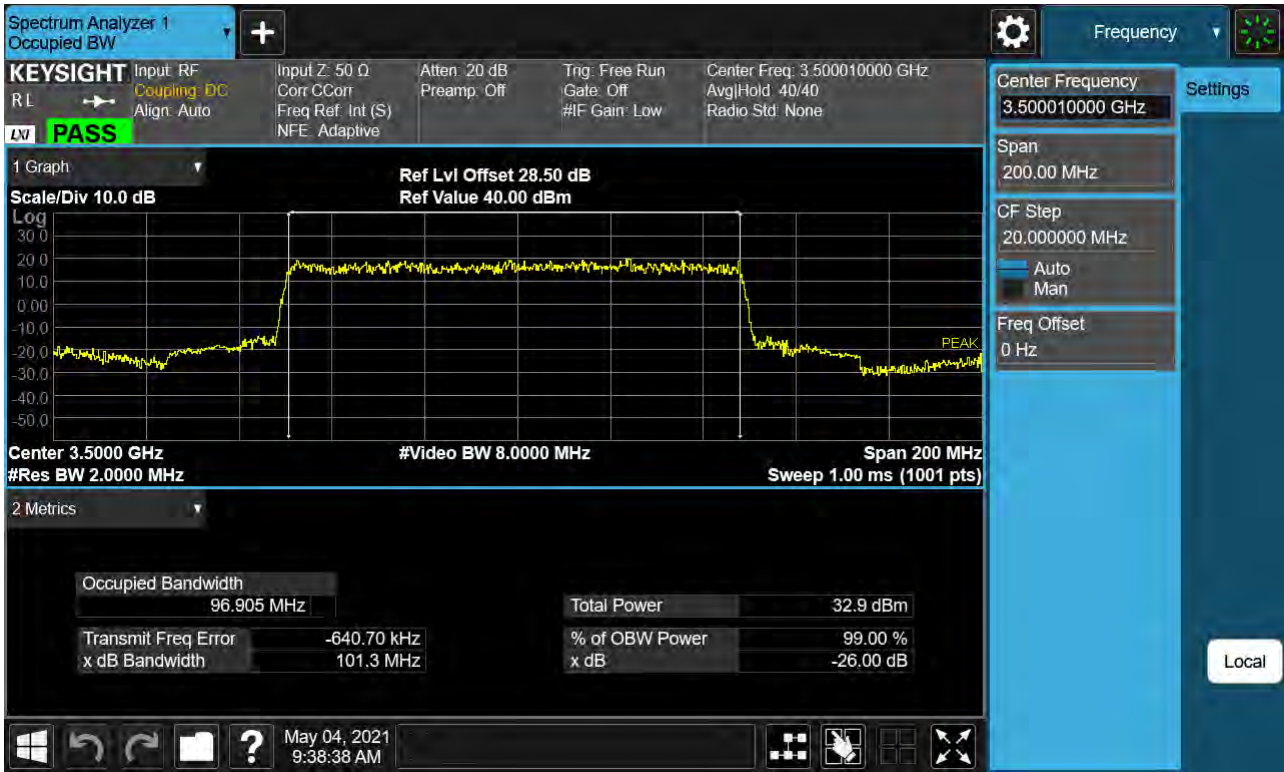 Spectrum Analyzer 1
Occupied BW
+
Frequency
KEYSIGHT
RL
LXI
PASS
Input: RF
Coupling: DC
Align: Auto
Input Z: 50 Ω
Corr CCorr
Freq Ref: Int (S)
NFE: Adaptive
Atten: 20 dB
Preamp: Off
Trig: Free Run
Gate: Off
#IF Gain: Low
Center Freq: 3.500010000 GHz
Avg|Hold: 40/40
Radio Std: None
1 Graph
Scale/Div 10.0 dB
Ref Lvl Offset 28.50 dB
Ref Value 40.00 dBm
Log
30.0
20.0
10.0
0.00
-10.0
-20.0
-30.0
-40.0
-50.0
PEAK
Center 3.5000 GHz
#Res BW 2.0000 MHz
#Video BW 8.0000 MHz
Span 200 MHz
Sweep 1.00 ms (1001 pts)
2 Metrics
Occupied Bandwidth
96.905 MHz
Transmit Freq Error -640.70 kHz
x dB Bandwidth 101.3 MHz
Total Power 32.9 dBm
% of OBW Power 99.00 %
x dB -26.00 dB
Center Frequency
3.500010000 GHz
Span
200.00 MHz
CF Step
20.000000 MHz
Auto
Man
Freq Offset
0 Hz
Settings
Local
?
May 04, 2021
9:38:38 AM